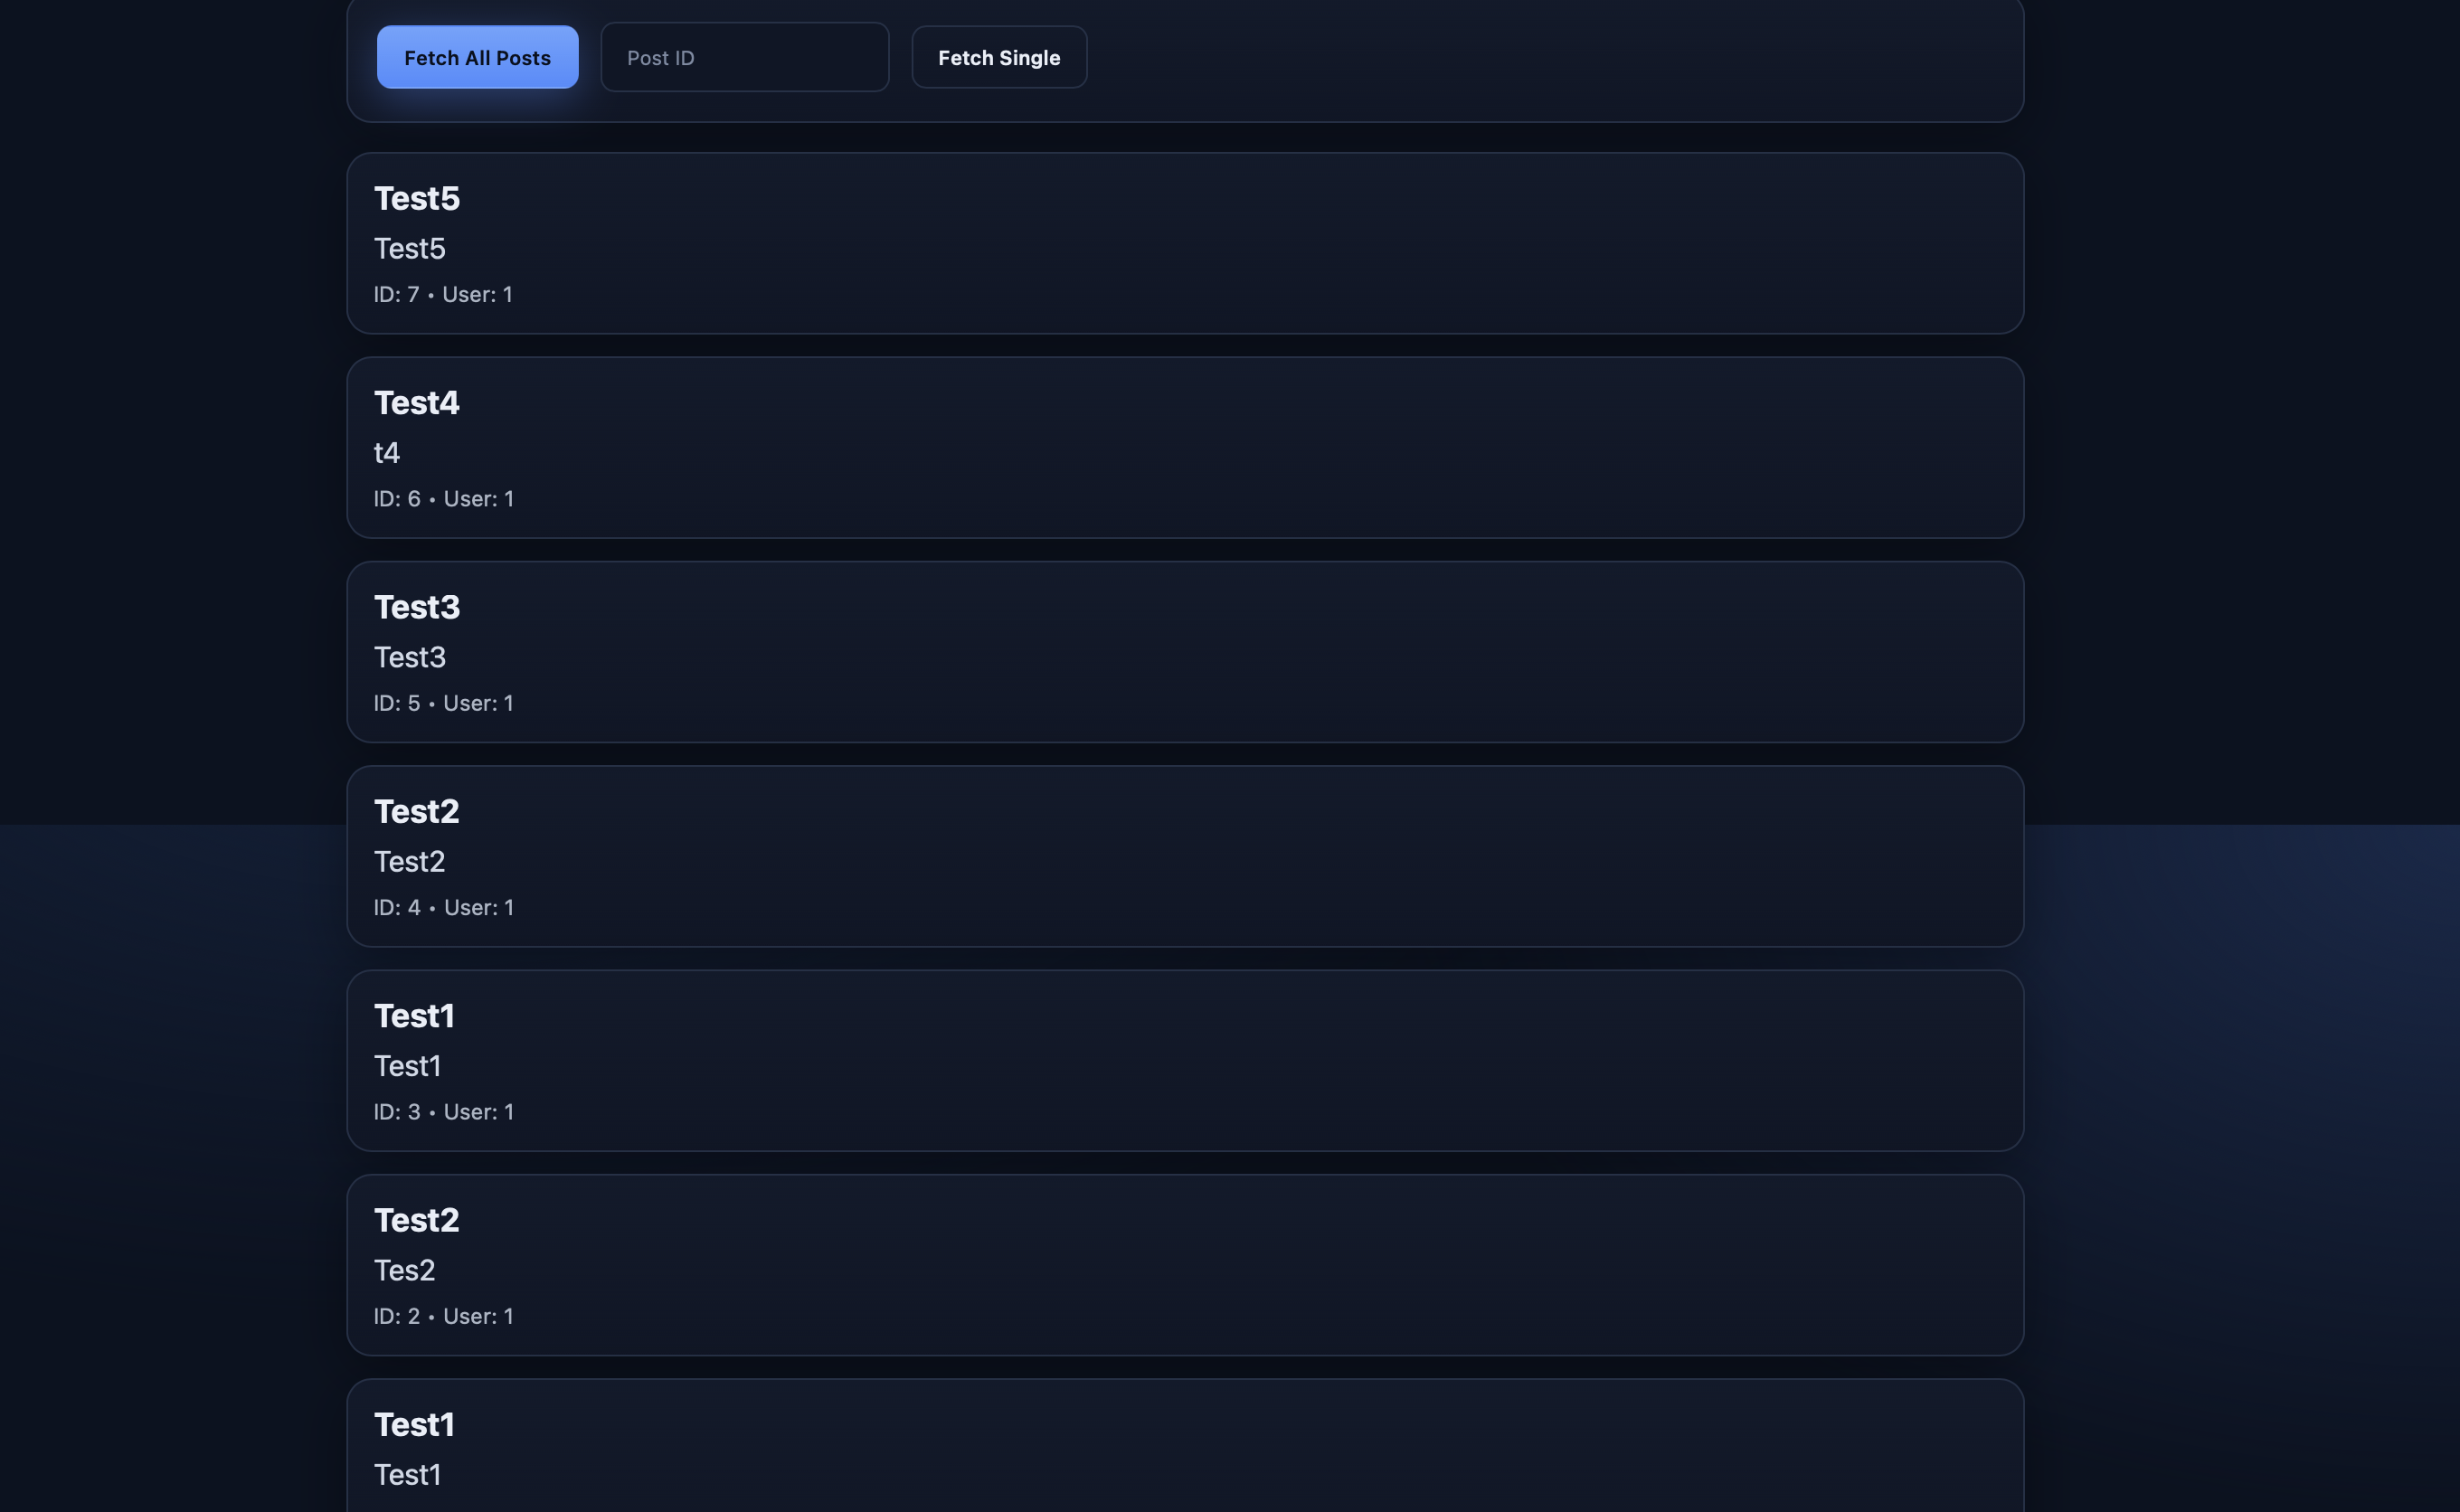 Fetch All Posts
Post ID
Fetch Single
Test5
Test5
ID: 7 • User: 1
Test4
t4
ID: 6 • User: 1
Test3
Test3
ID: 5 • User: 1
Test2
Test2
ID: 4 • User: 1
Test1
Test1
ID: 3 • User: 1
Test2
Tes2
ID: 2 • User: 1
Test1
Test1